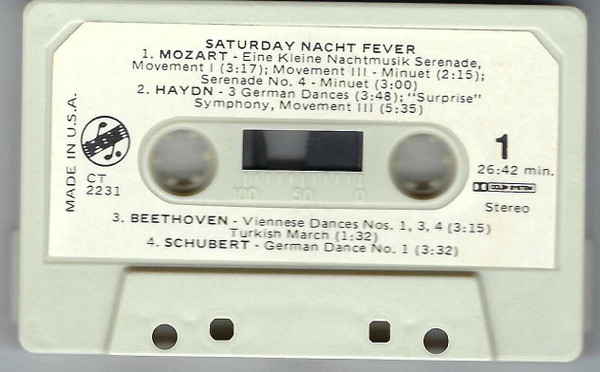 SATURDAY NACHT FEVER
1. MOZART - Eine Kleine Nachtmusik Serenade,
Movement I (3:17); Movement III - Minuet (2:15);
Serenade No. 4 - Minuet (3:00)
2. HAYDN - 3 German Dances (3:48); "Surprise"
Symphony, Movement III (5:35)
MADE IN U.S.A.
CT
2231
1
26:42 min.
DOLBY SYSTEM
Stereo
100 50 0
3. BEETHOVEN - Viennese Dances Nos. 1, 3, 4 (3:15)
Turkish March (1:32)
4. SCHUBERT - German Dance No. 1 (3:32)